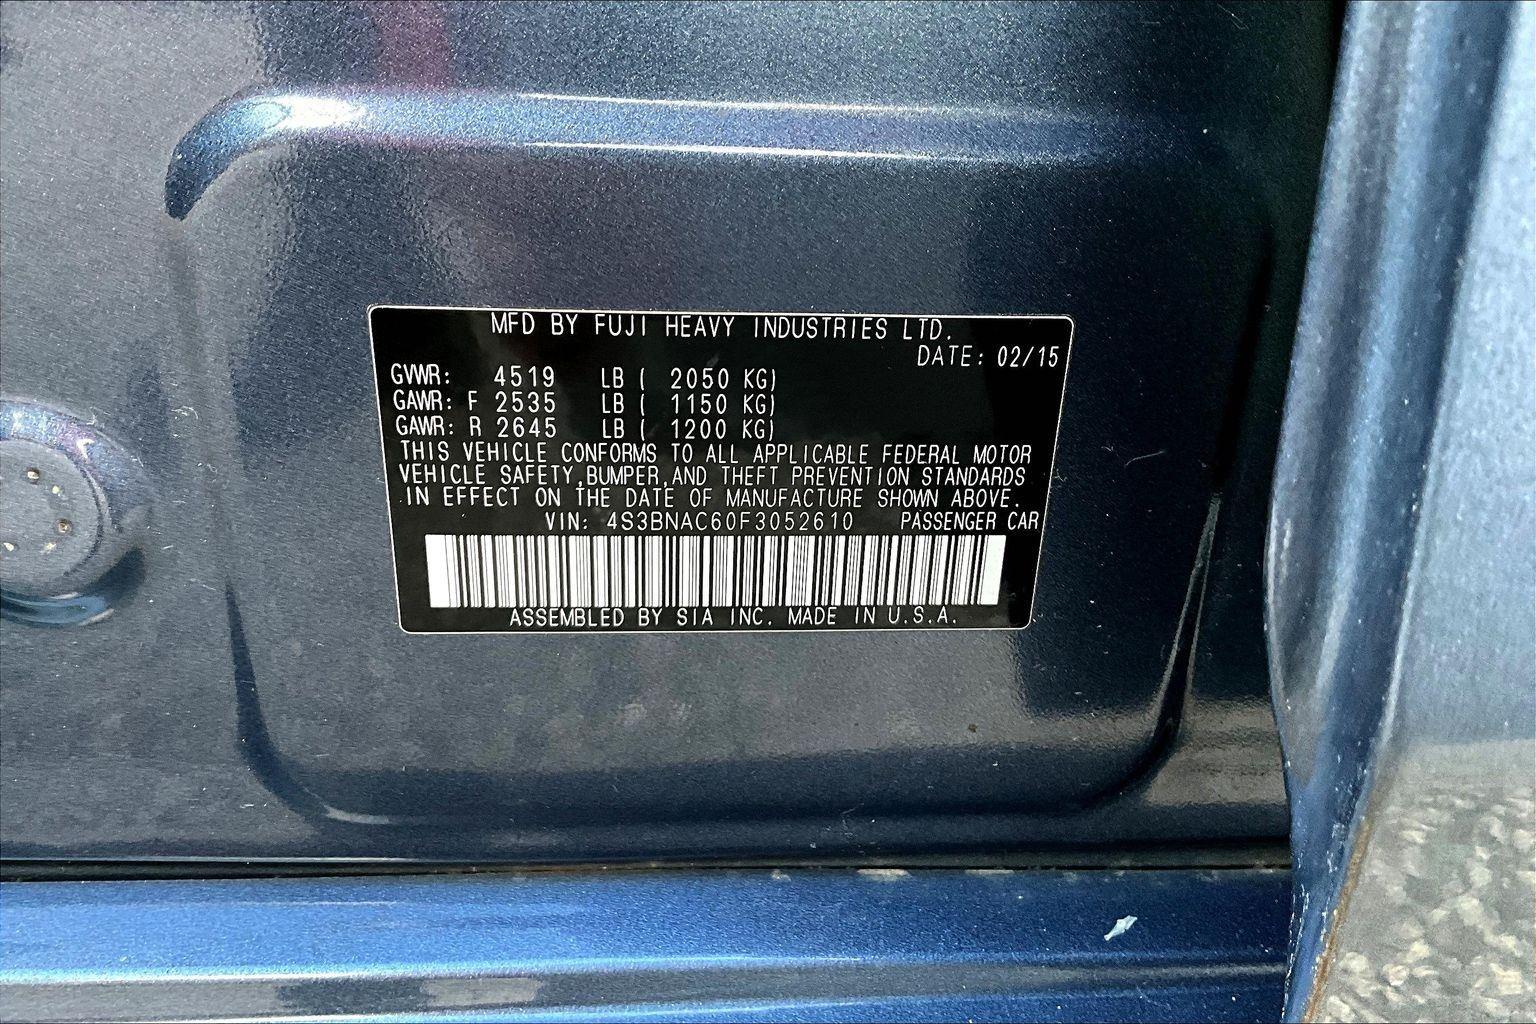 MFD BY FUJI HEAVY INDUSTRIES LTD.
DATE: 02/15
GVWR: 4519 LB ( 2050 KG)
GAWR: F 2535 LB ( 1150 KG)
GAWR: R 2645 LB ( 1200 KG)
THIS VEHICLE CONFORMS TO ALL APPLICABLE FEDERAL MOTOR
VEHICLE SAFETY,BUMPER,AND THEFT PREVENTION STANDARDS
IN EFFECT ON THE DATE OF MANUFACTURE SHOWN ABOVE.
VIN: 4S3BNAC60F3052610 PASSENGER CAR
ASSEMBLED BY SIA INC. MADE IN U.S.A.